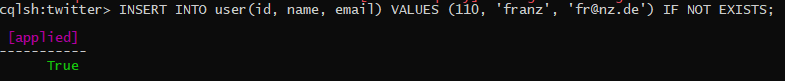 cqlsh:twitter> INSERT INTO user(id, name, email) VALUES (110, 'franz', 'fr@nz.de') IF NOT EXISTS;
[applied]
-----------
True